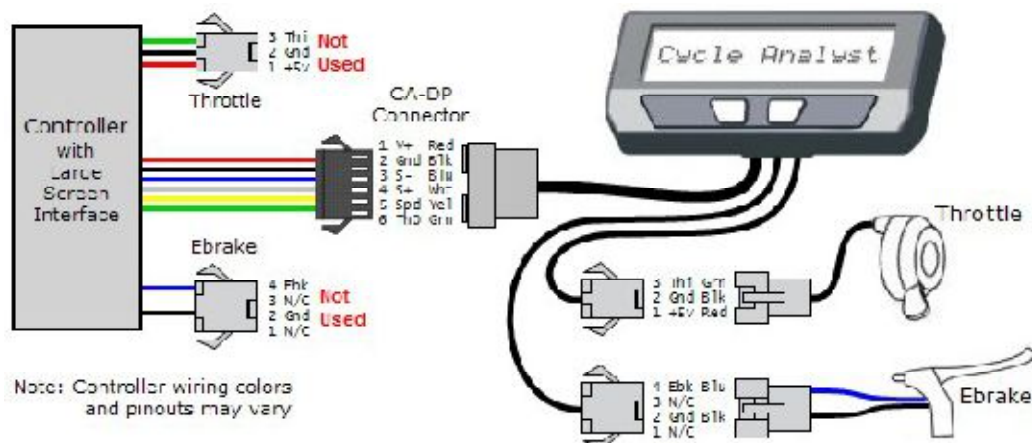 3 Thi Not
2 Gnd
1 +5V Used
Throttle
Cycle Analyst
CA-DP
Connector
Controller
with
Large
Screen
Interface
1 V+ Red
2 Gnd Blk
3 S- Blu
4 S+ Wht
5 Spd Yel
6 ThO Grn
Throttle
Ebrake
4 Ebk
3 N/C Not
2 Gnd Used
1 N/C
3 ThI Grn
2 Gnd Blk
1 +5V Red
Note: Controller wiring colors
and pinouts may vary
4 Ebk Blu
3 N/C
2 Gnd Blk
1 N/C
Ebrake